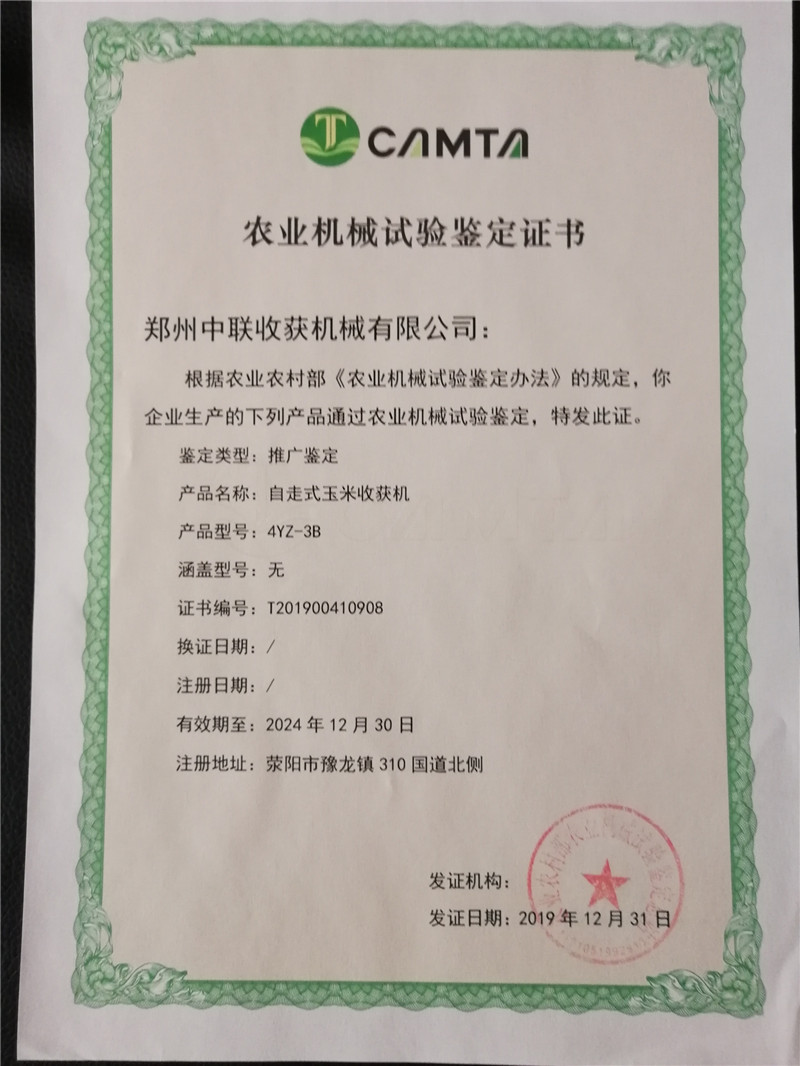 CAMTA
农业机械试验鉴定证书
郑州中联收获机械有限公司：
根据农业农村部《农业机械试验鉴定办法》的规定，你
企业生产的下列产品通过农业机械试验鉴定，特发此证。
鉴定类型：推广鉴定
产品名称：自走式玉米收获机
产品型号：4YZ-3B
涵盖型号：无
证书编号：T201900410908
换证日期：/
注册日期：/
有效期至：2024 年 12 月 30 日
注册地址：荥阳市豫龙镇 310 国道北侧
发证机构：
发证日期：2019 年 12 月 31 日